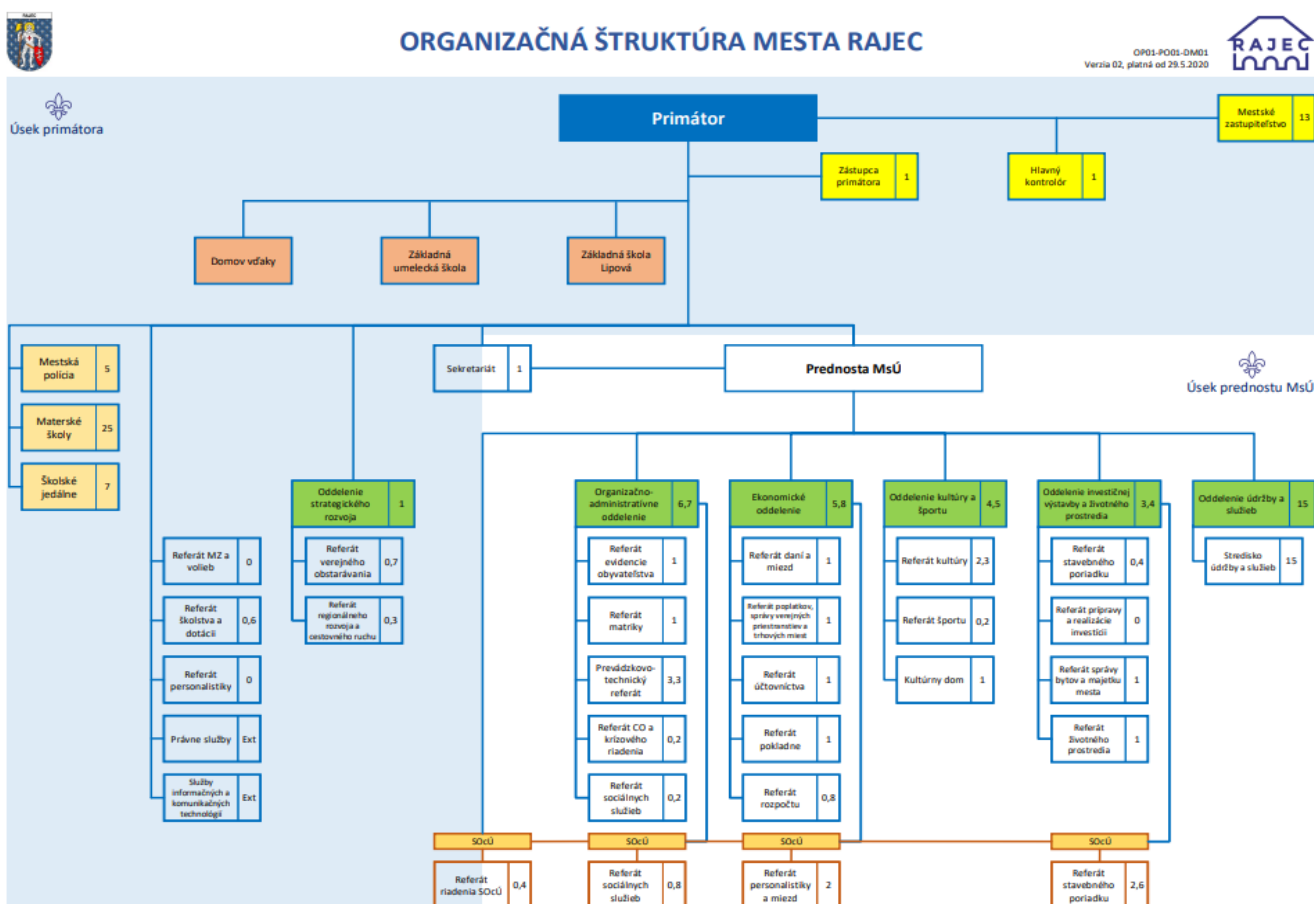 RAJEC
ORGANIZAČNÁ ŠTRUKTÚRA MESTA RAJEC
OP01-PO01-DM01
Verzia 02, platná od 29.5.2020
RAJEC
Úsek primátora
Primátor
Mestské
zastupiteľstvo
13
Zástupca
primátora
1
Hlavný
kontrolór
1
Domov vďaky
Základná
umelecká škola
Základná škola
Lipová
Mestská
polícia
5
Materské
školy
25
Školské
jedálne
7
Sekretariát
1
Prednosta MsÚ
Úsek prednostu MsÚ
Referát MZ a
volieb
0
Referát
školstva a
dotácií
0,6
Referát
personalistiky
0
Právne služby
Ext
Služby
informačných a
komunikačných
technológií
Ext
Oddelenie
strategického
rozvoja
1
Referát
verejného
obstarávania
0,7
Referát
regionálneho
rozvoja a
cestovného ruchu
0,3
Organizačno-
administratívne
oddelenie
6,7
Referát
evidencie
obyvateľstva
1
Referát
matriky
1
Prevádzkovo-
technický
referát
3,3
Referát CO a
krízového
riadenia
0,2
Referát
sociálnych
služieb
0,2
Ekonomické
oddelenie
5,8
Referát daní a
miezd
1
Referát poplatkov,
správy verejných
priestranstiev a
trhových miest
1
Referát
účtovníctva
1
Referát
pokladne
1
Referát
rozpočtu
0,8
Oddelenie kultúry a
športu
4,5
Referát kultúry
2,3
Referát športu
0,2
Kultúrny dom
1
Oddelenie investičnej
výstavby a životného
prostredia
3,4
Referát
stavebného
poriadku
0,4
Referát prípravy
a realizácie
investícií
0
Referát správy
bytov a majetku
mesta
1
Referát
životného
prostredia
1
Oddelenie údržby a
služieb
15
Stredisko
údržby a služieb
15
SOcÚ
Referát
riadenia SOcÚ
0,4
SOcÚ
Referát
sociálnych
služieb
0,8
SOcÚ
Referát
personalistiky
a miezd
2
SOcÚ
Referát
stavebného
poriadku
2,6